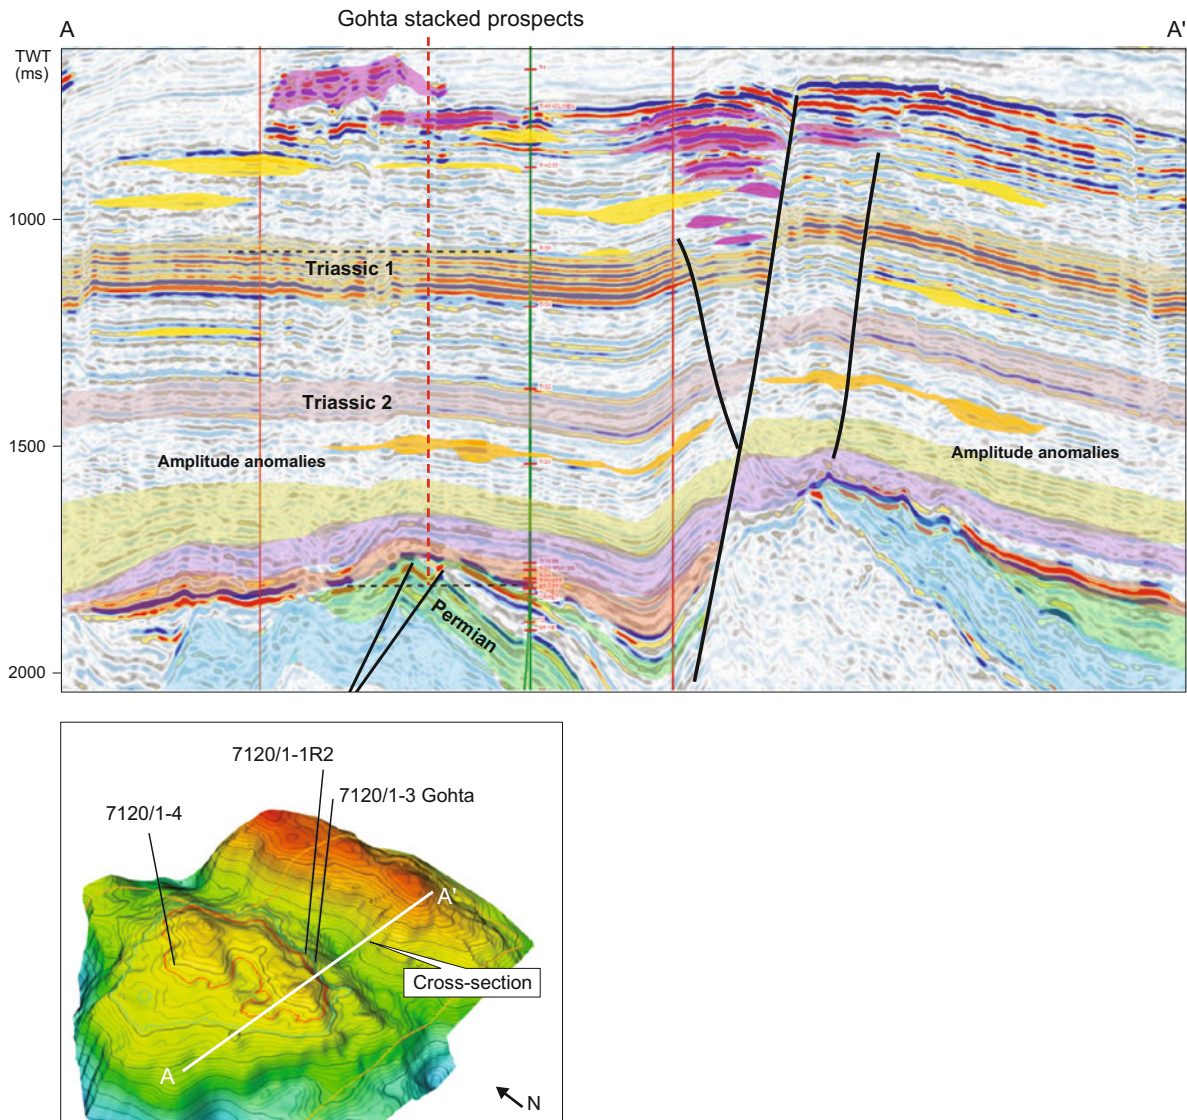 Gohta stacked prospects
A
A'
TWT
(ms)
1000
Triassic 1
Triassic 2
1500
Amplitude anomalies
Amplitude anomalies
Permian
2000
7120/1-1R2
7120/1-3 Gohta
7120/1-4
A'
Cross-section
A
N